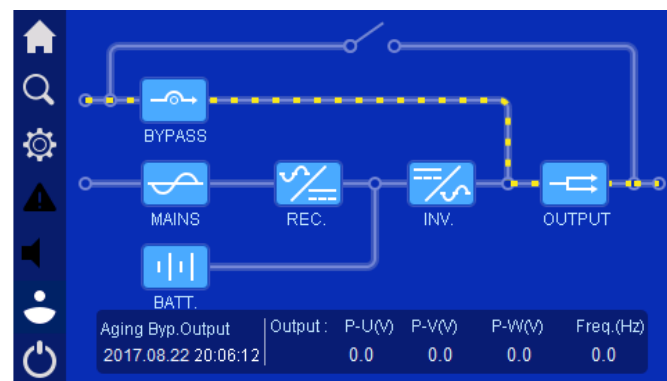 BYPASS
MAINS
REC.
INV.
OUTPUT
BATT.
Aging Byp.Output
Output : P-U(V) P-V(V) P-W(V) Freq.(Hz)
2017.08.22 20:06:12
0.0 0.0 0.0 0.0